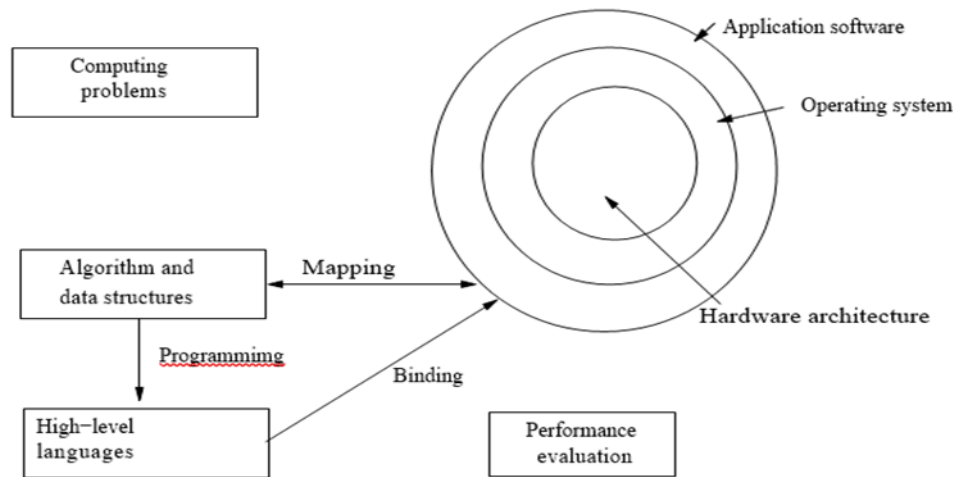 Application software
Computing
problems
Operating system
Algorithm and
data structures
Mapping
Hardware architecture
Programmimg
Binding
High-level
languages
Performance
evaluation